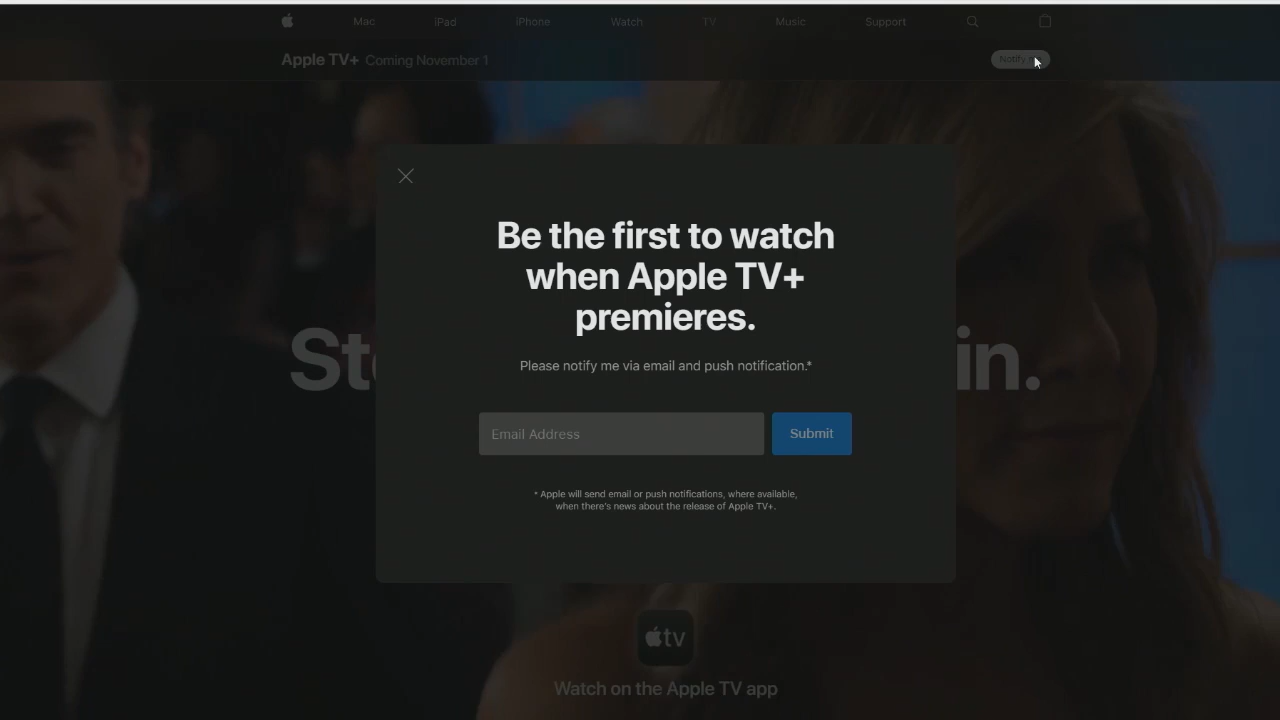 Mac iPad iPhone Watch TV Music Support
Apple TV+ Coming November 1
Notify
Be the first to watch
when Apple TV+
premieres.
in.
Please notify me via email and push notification.*
Email Address Submit
* Apple will send email or push notifications, where available,
when there's news about the release of Apple TV+.
tv
Watch on the Apple TV app